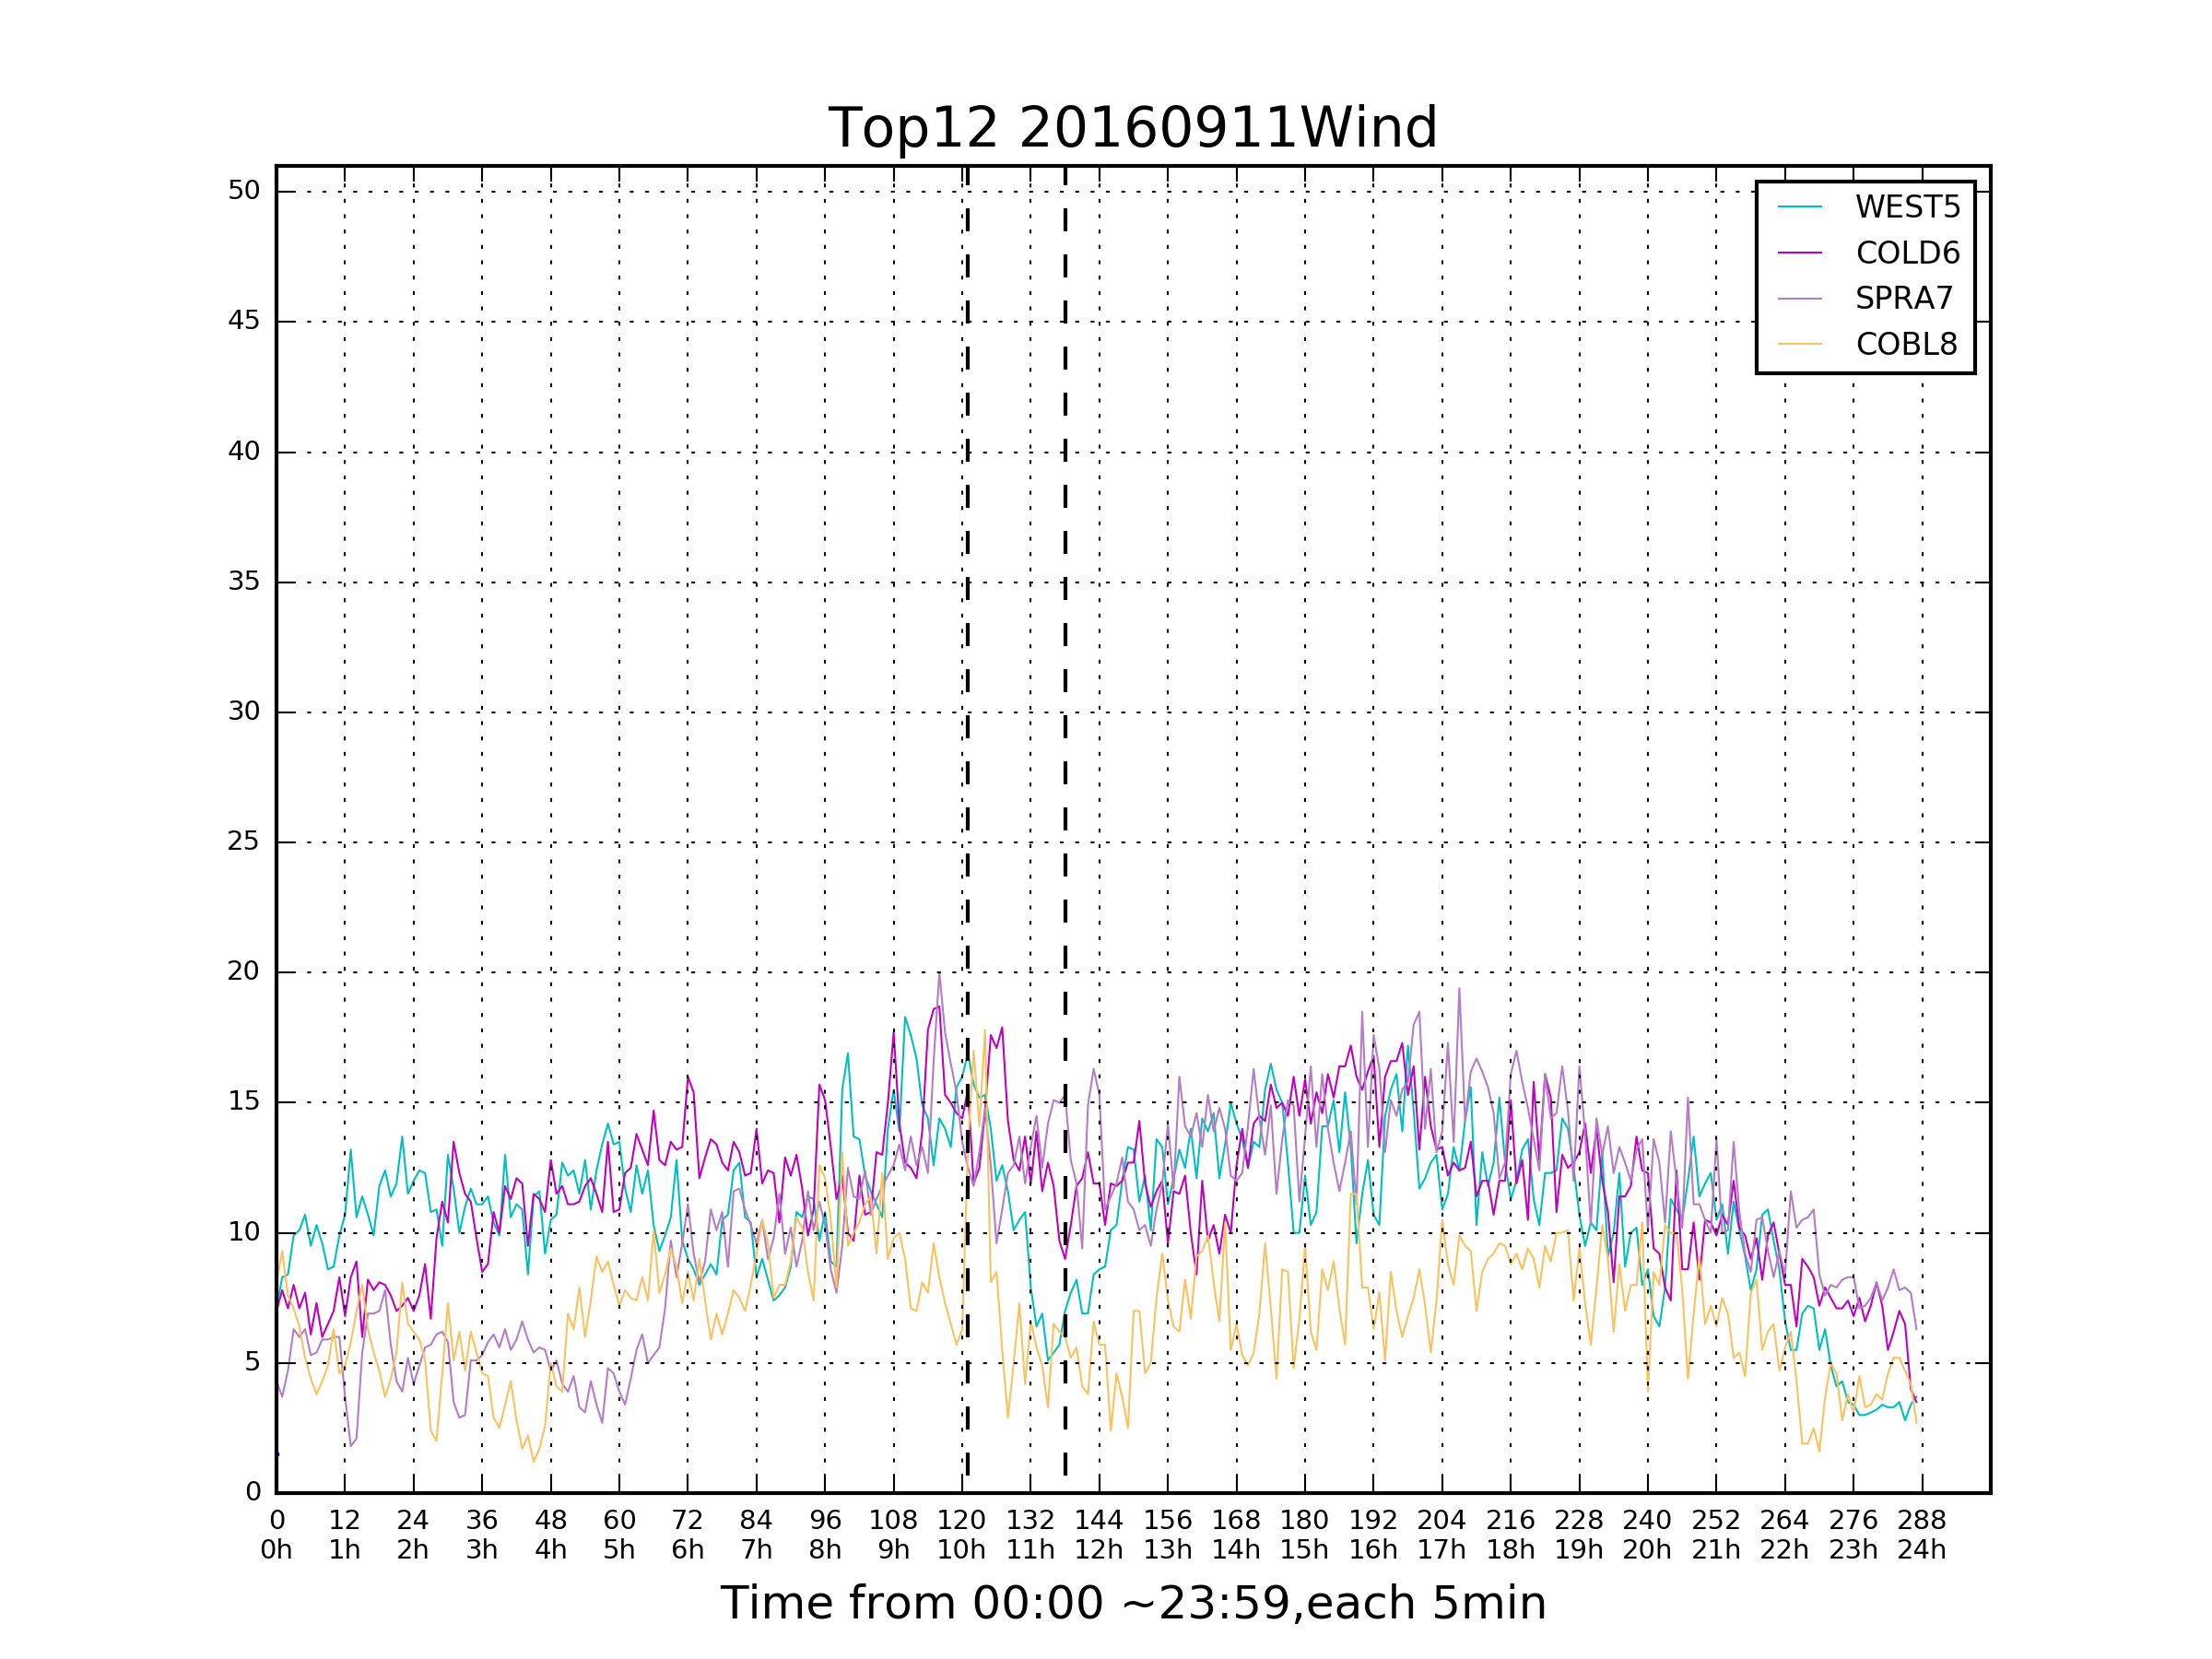 Top12 20160911Wind
50
45
40
35
30
25
20
15
10
5
0
WEST5
COLD6
SPRA7
COBL8
0 12 24 36 48 60 72 84 96 108 120 132 144 156 168 180 192 204 216 228 240 252 264 276 288
0h 1h 2h 3h 4h 5h 6h 7h 8h 9h 10h 11h 12h 13h 14h 15h 16h 17h 18h 19h 20h 21h 22h 23h 24h
Time from 00:00 ~23:59,each 5min